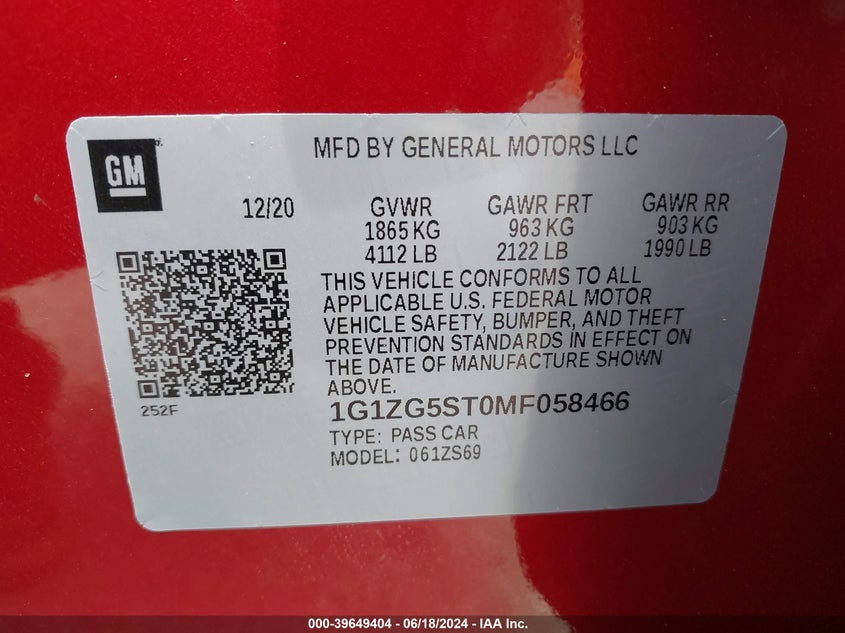 GM
MFD BY GENERAL MOTORS LLC
12/20 GVWR GAWR FRT GAWR RR
1865 KG 963 KG 903 KG
4112 LB 2122 LB 1990 LB
THIS VEHICLE CONFORMS TO ALL
APPLICABLE U.S. FEDERAL MOTOR
VEHICLE SAFETY, BUMPER, AND THEFT
PREVENTION STANDARDS IN EFFECT ON
THE DATE OF MANUFACTURE SHOWN
ABOVE.
252F
1G1ZG5ST0MF058466
TYPE: PASS CAR
MODEL: 061ZS69
000-39649404 - 06/18/2024 - IAA Inc.